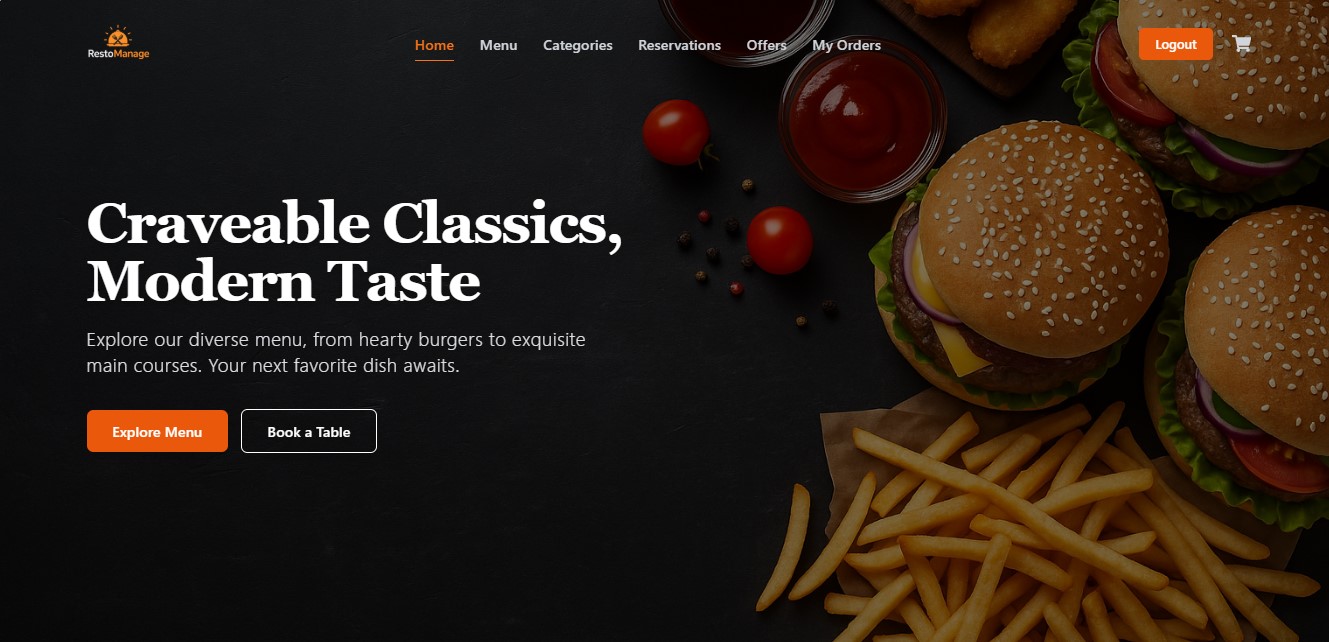 RestoManage
Home Menu Categories Reservations Offers My Orders
Logout
Craveable Classics,
Modern Taste
Explore our diverse menu, from hearty burgers to exquisite
main courses. Your next favorite dish awaits.
Explore Menu
Book a Table